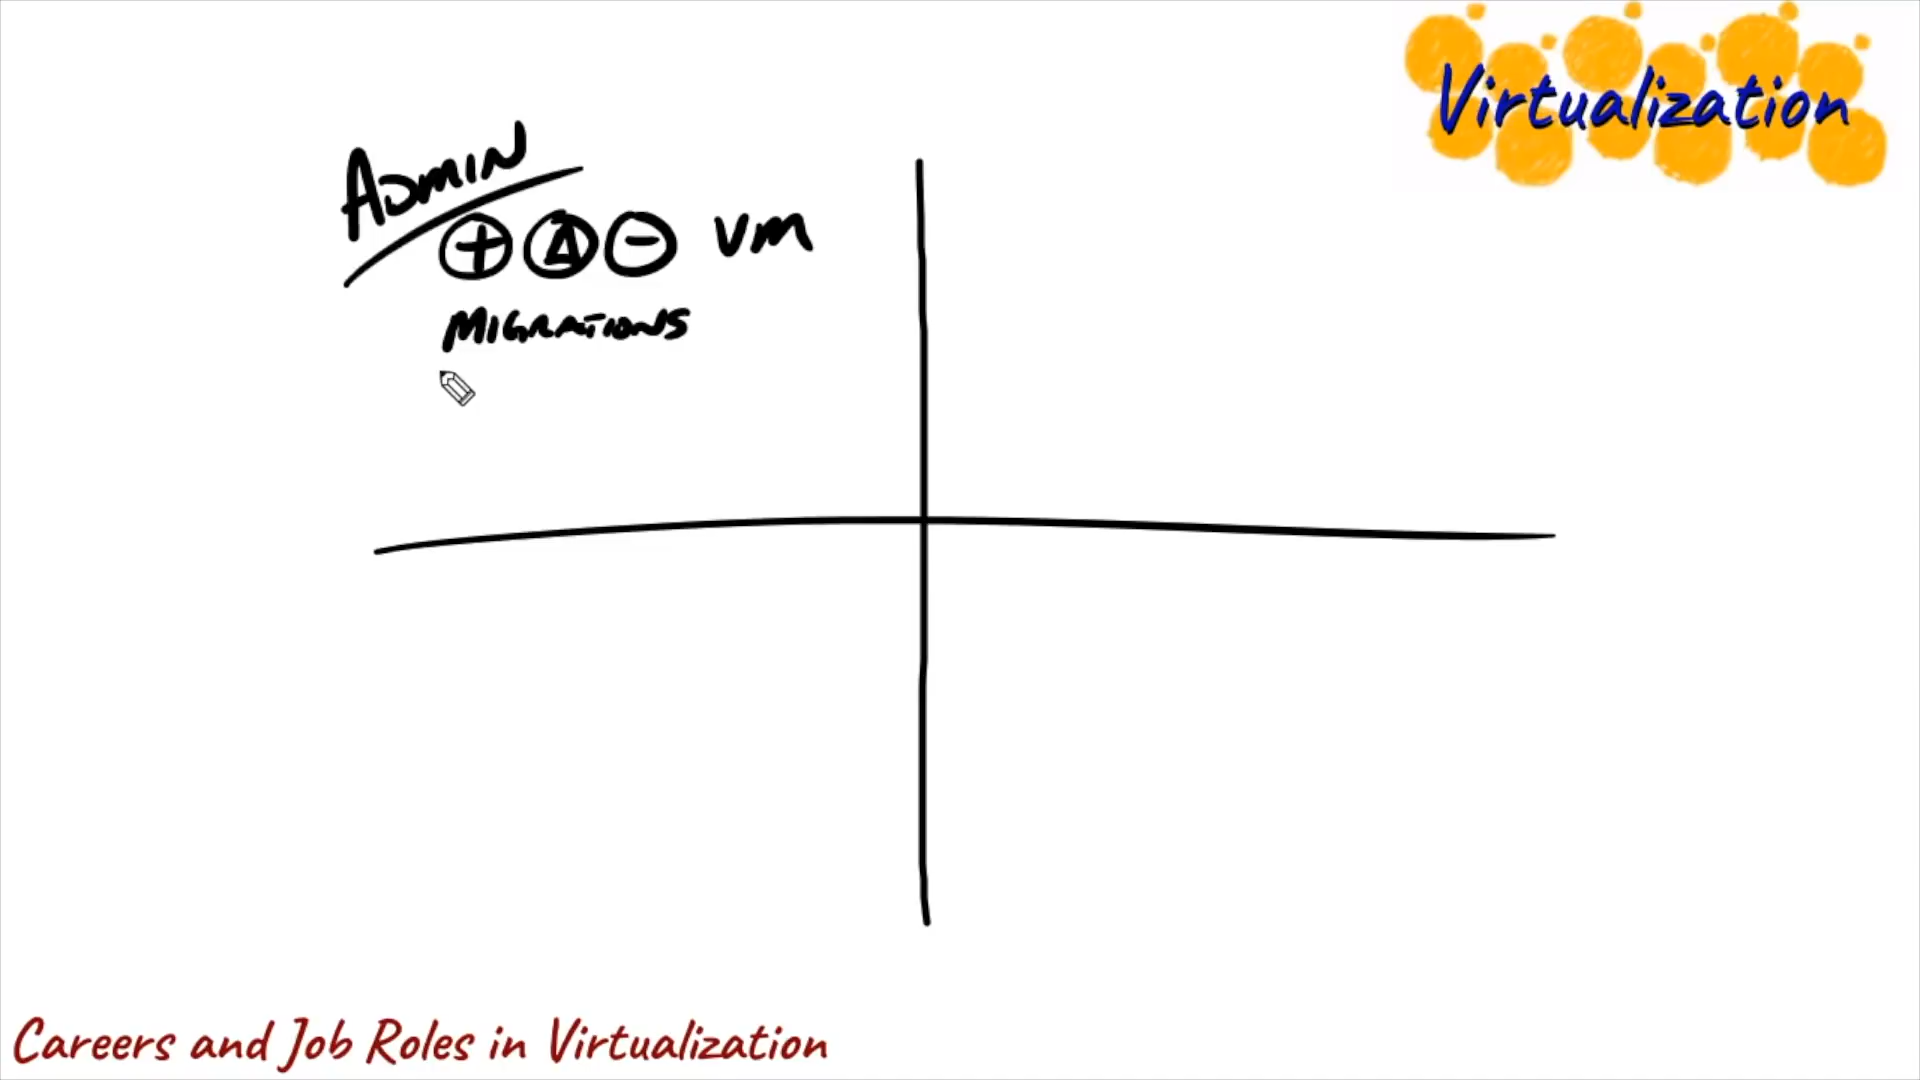 Virtualization
ADMIN
+ Δ - VM
MIGRATIONS
Careers and Job Roles in Virtualization